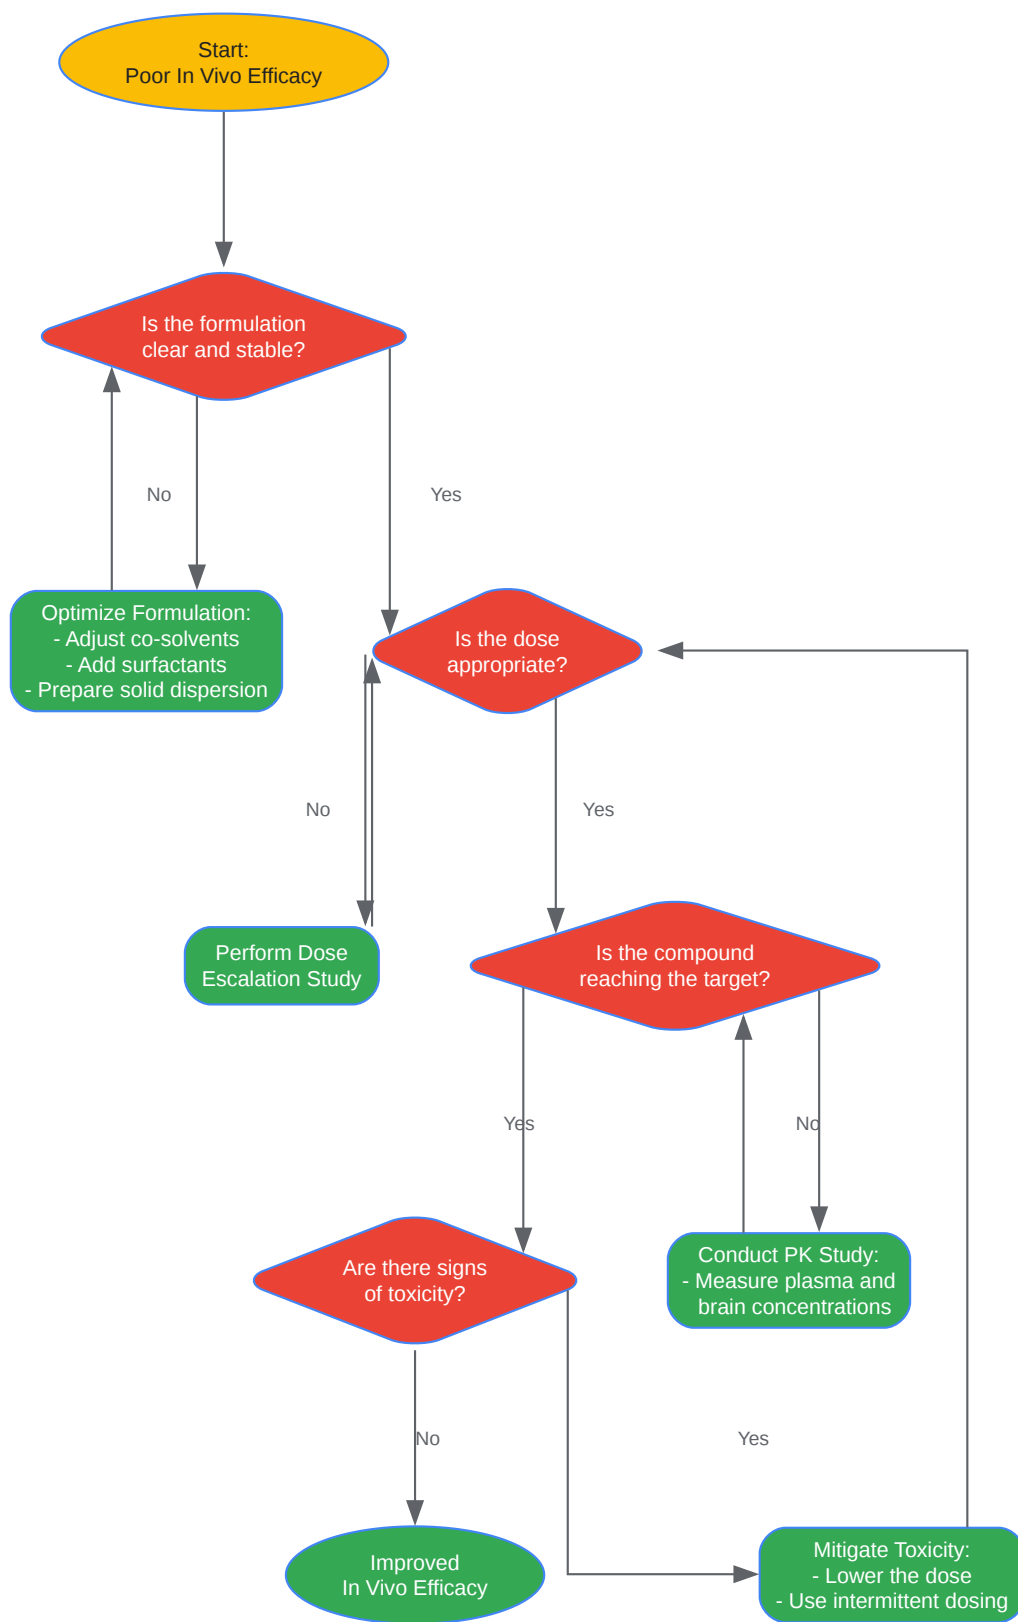 Start:
Poor In Vivo Efficacy
Is the formulation
clear and stable?
No
Yes
Optimize Formulation:
- Adjust co-solvents
- Add surfactants
- Prepare solid dispersion
Is the dose
appropriate?
No
Yes
Perform Dose
Escalation Study
Is the compound
reaching the target?
Yes
No
Are there signs
of toxicity?
Conduct PK Study:
- Measure plasma and
brain concentrations
No
Yes
Improved
In Vivo Efficacy
Mitigate Toxicity:
- Lower the dose
- Use intermittent dosing